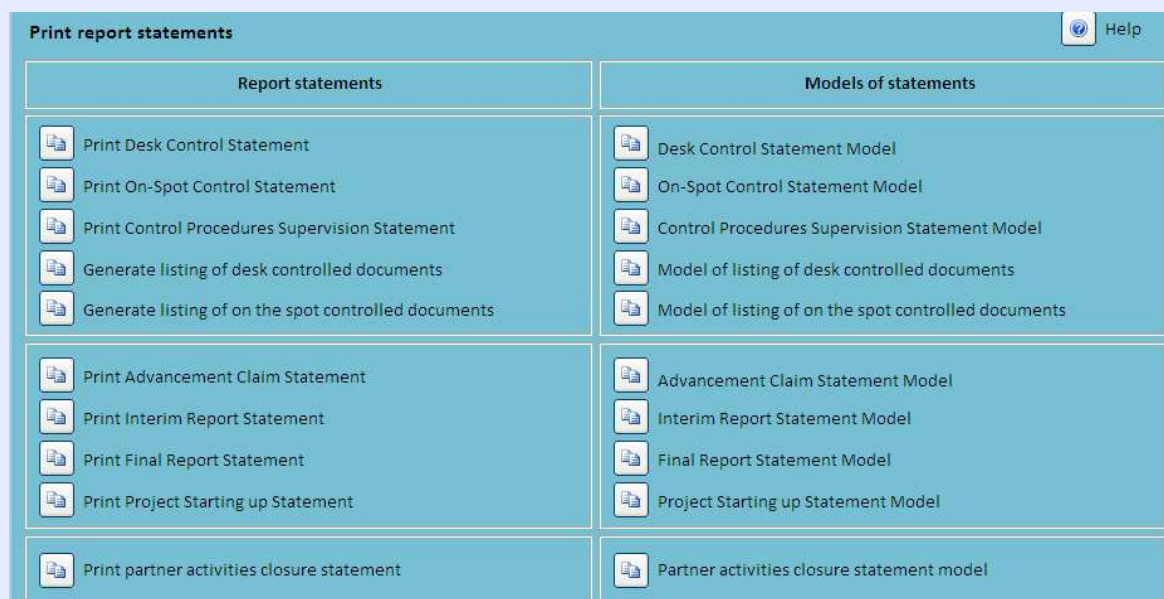 Print report statements
Help
Report statements
Models of statements
Print Desk Control Statement
Print On-Spot Control Statement
Print Control Procedures Supervision Statement
Generate listing of desk controlled documents
Generate listing of on the spot controlled documents
Desk Control Statement Model
On-Spot Control Statement Model
Control Procedures Supervision Statement Model
Model of listing of desk controlled documents
Model of listing of on the spot controlled documents
Print Advancement Claim Statement
Print Interim Report Statement
Print Final Report Statement
Print Project Starting up Statement
Advancement Claim Statement Model
Interim Report Statement Model
Final Report Statement Model
Project Starting up Statement Model
Print partner activities closure statement
Partner activities closure statement model